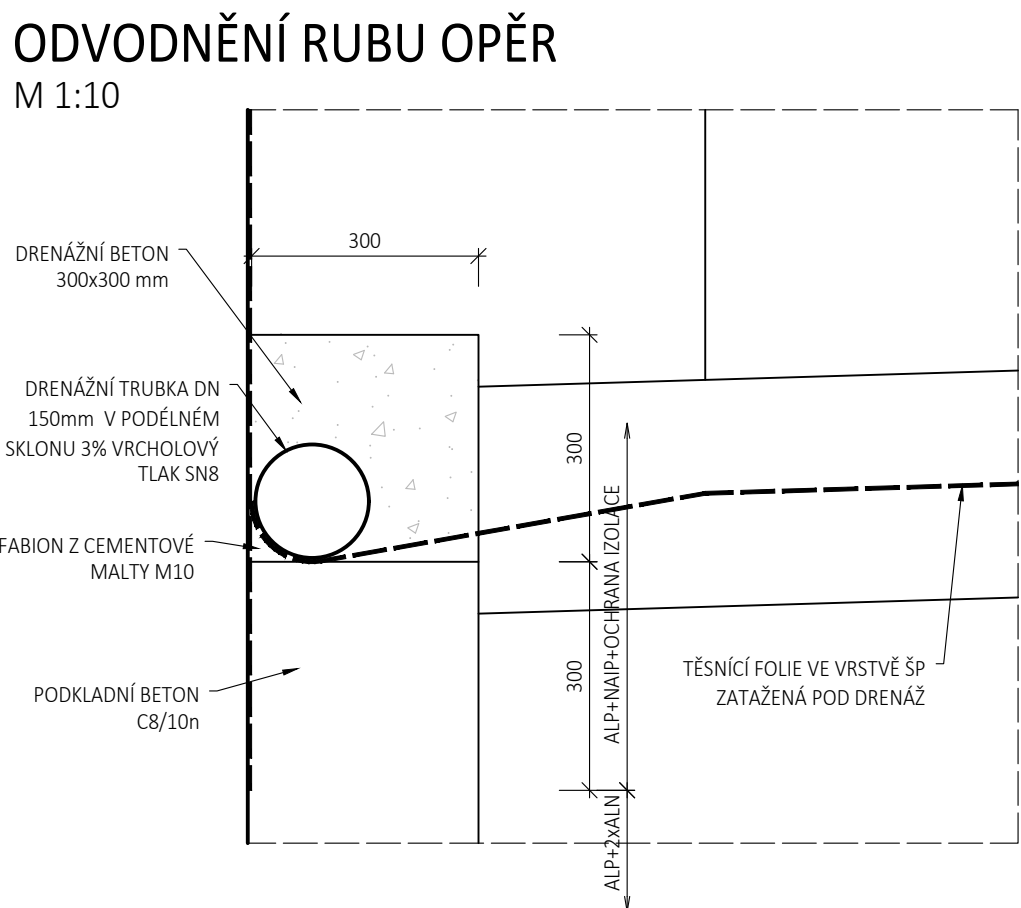 ODVODNĚNÍ RUBU OPĚR
M 1:10
300
DRENÁŽNÍ BETON
300x300 mm
DRENÁŽNÍ TRUBKA DN
150mm V PODÉLNÉM
SKLONU 3% VRCHOLOVÝ
TLAK SN8
FABION Z CEMENTOVÉ
MALTY M10
PODKLADNÍ BETON
C8/10n
300
300
ALP+NAIP+OCHRANA IZOLACE
ALP+2xALN
TĚSNÍCÍ FOLIE VE VRSTVĚ ŠP
ZATAŽENÁ POD DRENÁŽ